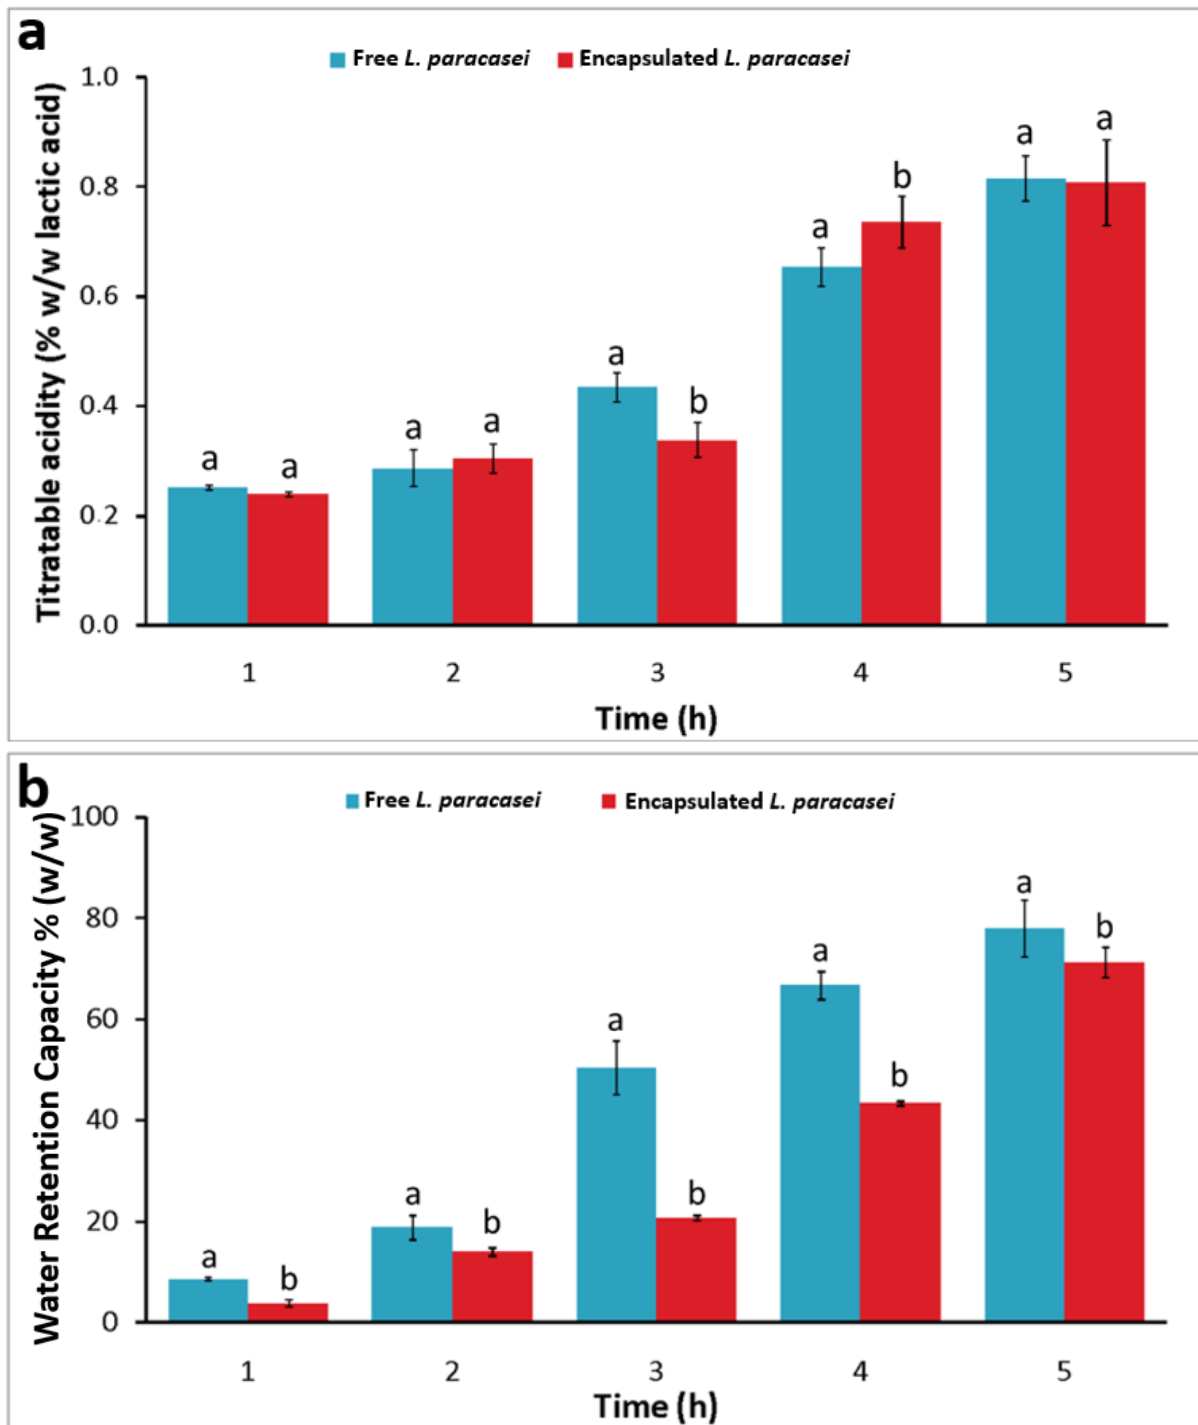 a
Free L. paracasei Encapsulated L. paracasei
Titratable acidity (% w/w lactic acid)
1.0
0.8
0.6
0.4
0.2
0.0
a a a a a b a b a a
1 2 3 4 5
Time (h)
b
Free L. paracasei Encapsulated L. paracasei
Water Retention Capacity % (w/w)
100
80
60
40
20
0
a b a b a b a b a b
1 2 3 4 5
Time (h)